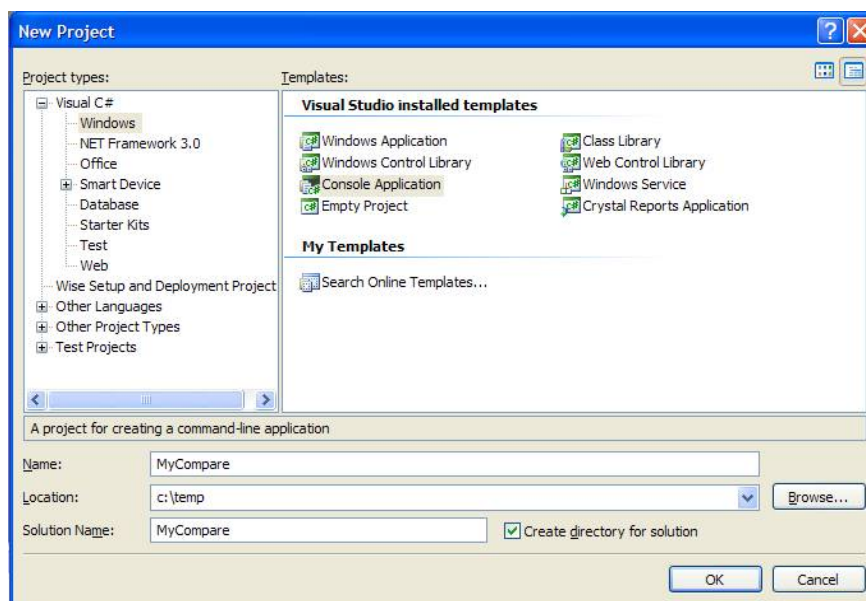 New Project
Project types:
Templates:
Visual C#
Windows
NET Framework 3.0
Office
Smart Device
Database
Starter Kits
Test
Web
Wise Setup and Deployment Project
Other Languages
Other Project Types
Test Projects
Visual Studio installed templates
Windows Application
Class Library
Windows Control Library
Web Control Library
Console Application
Windows Service
Empty Project
Crystal Reports Application
My Templates
Search Online Templates...
A project for creating a command-line application
Name:
MyCompare
Location:
c:\temp
Browse...
Solution Name:
MyCompare
Create directory for solution
OK
Cancel